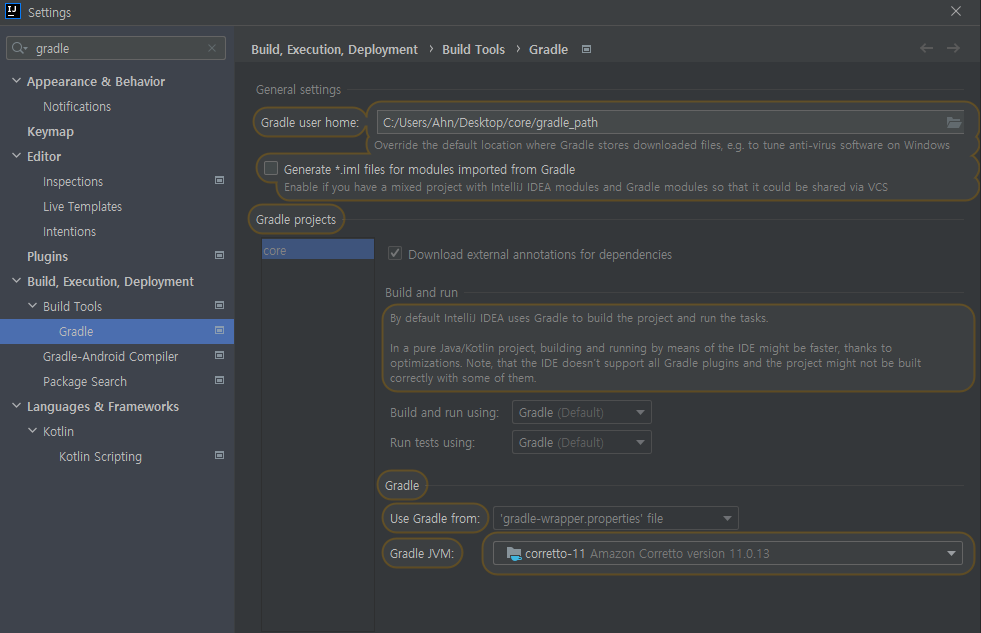 IJ
Settings
gradle
Appearance & Behavior
Notifications
Keymap
Editor
Inspections
Live Templates
Intentions
Plugins
Build, Execution, Deployment
Build Tools
Gradle
Gradle-Android Compiler
Package Search
Languages & Frameworks
Kotlin
Kotlin Scripting
Build, Execution, Deployment › Build Tools › Gradle
General settings
Gradle user home: C:/Users/Ahn/Desktop/core/gradle_path
Override the default location where Gradle stores downloaded files, e.g. to tune anti-virus software on Windows
Generate *.iml files for modules imported from Gradle
Enable if you have a mixed project with IntelliJ IDEA modules and Gradle modules so that it could be shared via VCS
Gradle projects
core
Download external annotations for dependencies
Build and run
By default IntelliJ IDEA uses Gradle to build the project and run the tasks.
In a pure Java/Kotlin project, building and running by means of the IDE might be faster, thanks to
optimizations. Note, that the IDE doesn't support all Gradle plugins and the project might not be built
correctly with some of them.
Build and run using: Gradle (Default)
Run tests using: Gradle (Default)
Gradle
Use Gradle from: 'gradle-wrapper.properties' file
Gradle JVM: corretto-11 Amazon Corretto version 11.0.13